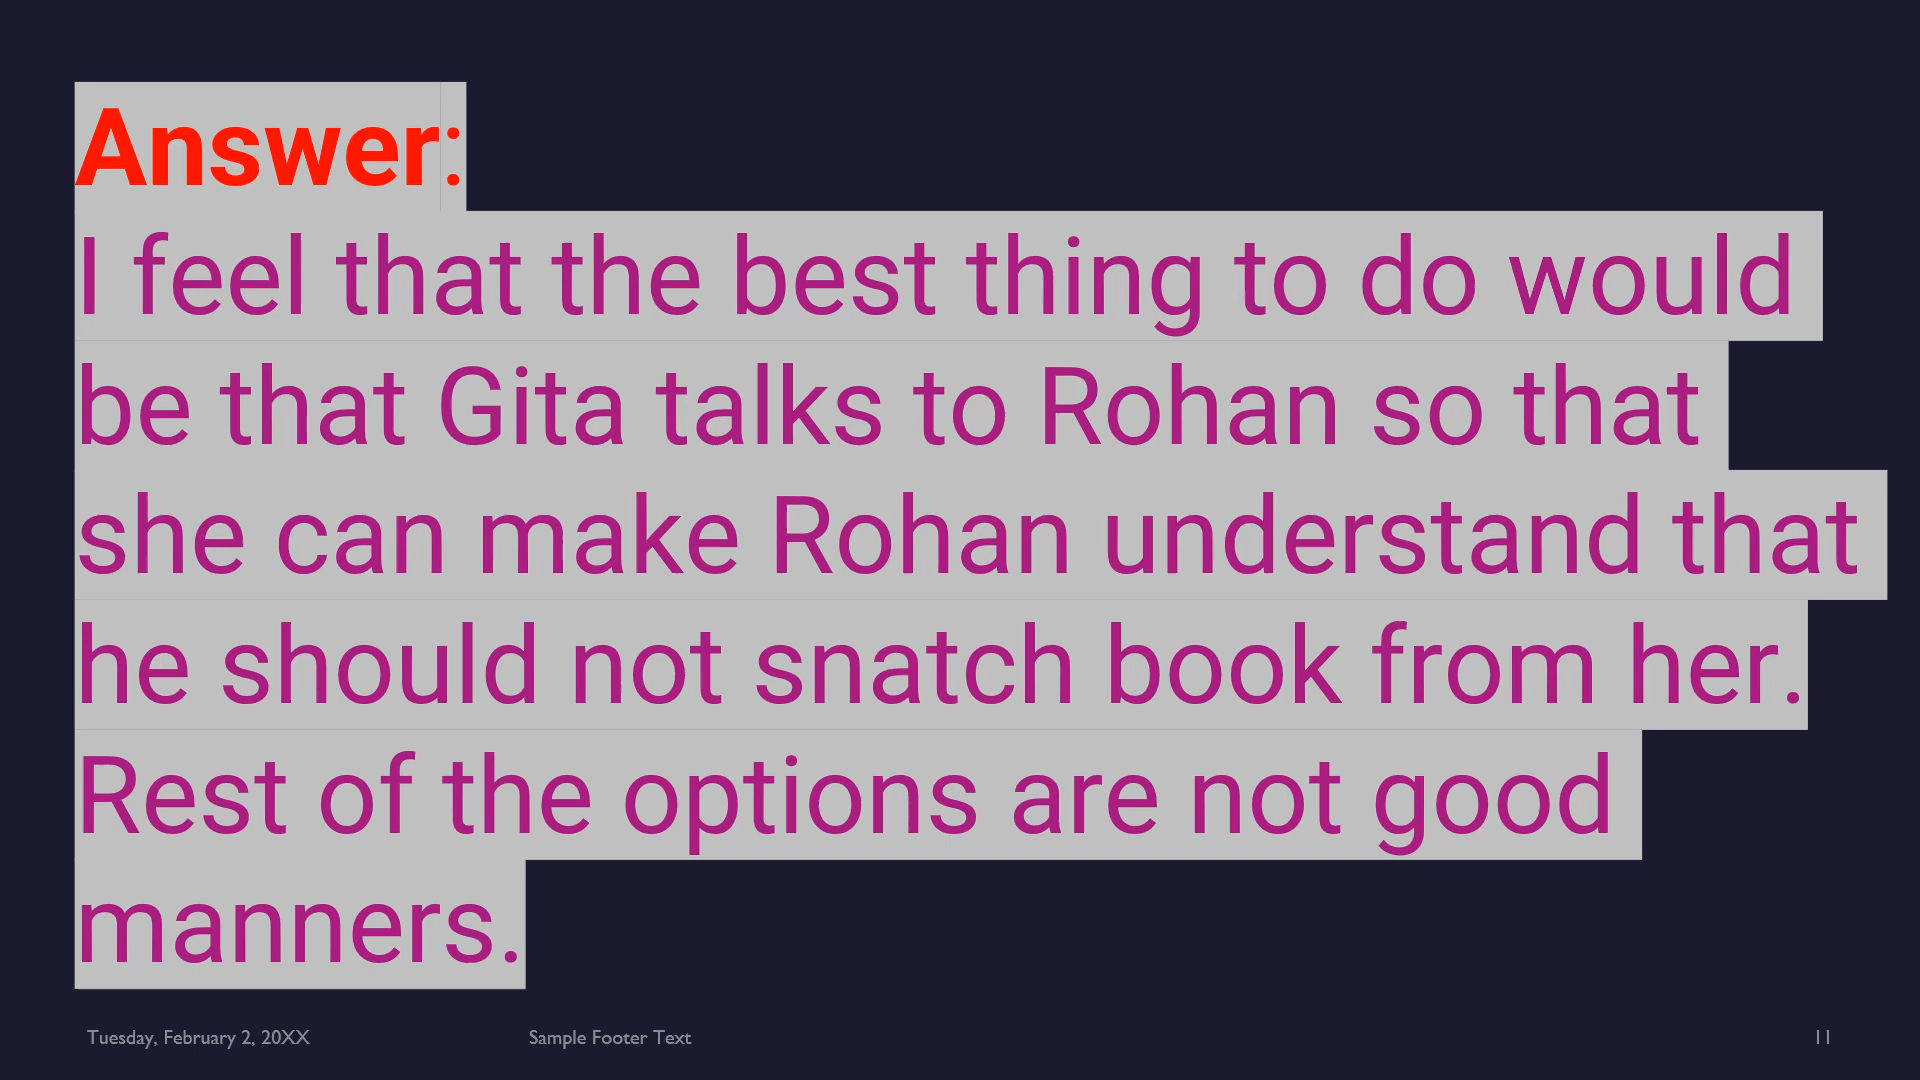 Answer:
I feel that the best thing to do would
be that Gita talks to Rohan so that
she can make Rohan understand that
he should not snatch book from her.
Rest of the options are not good
manners.
Tuesday, February 2, 20XX
Sample Footer Text
11